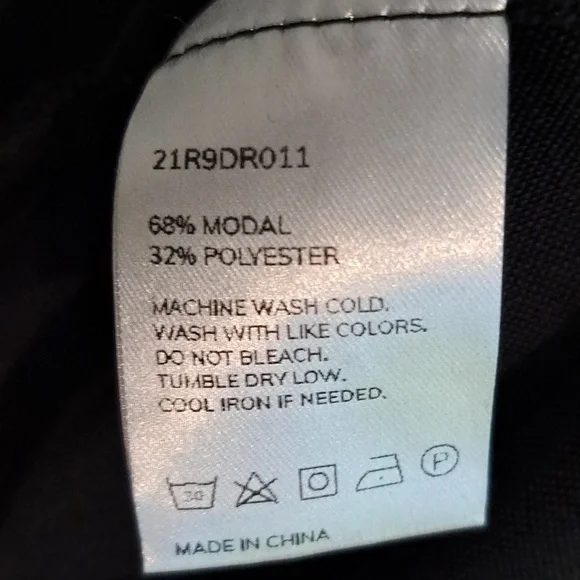 21R9DR011
68% MODAL
32% POLYESTER
MACHINE WASH COLD.
WASH WITH LIKE COLORS.
DO NOT BLEACH.
TUMBLE DRY LOW.
COOL IRON IF NEEDED.
30 P
MADE IN CHINA